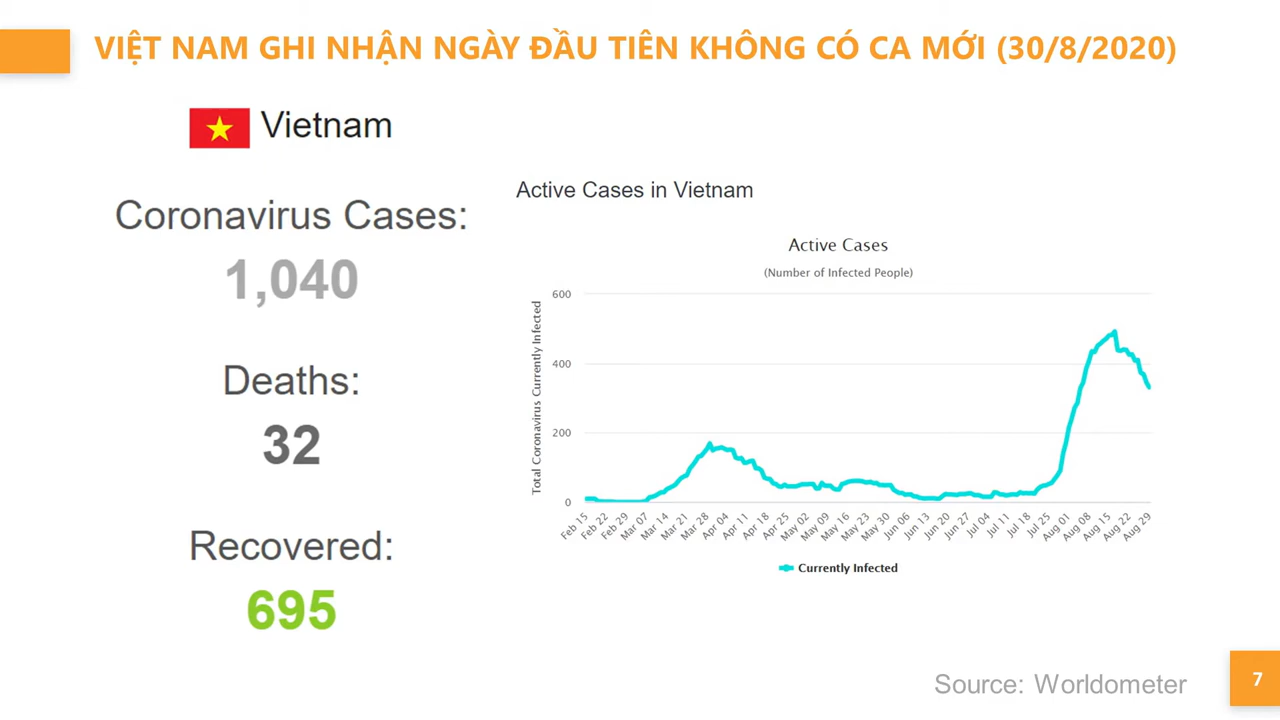 VIỆT NAM GHI NHẬN NGÀY ĐẦU TIÊN KHÔNG CÓ CA MỚI (30/8/2020)
Vietnam
Coronavirus Cases:
1,040
Deaths:
32
Recovered:
695
Active Cases in Vietnam
Active Cases
(Number of Infected People)
Total Coronavirus Currently Infected
600
400
200
0
Feb 15
Feb 22
Feb 29
Mar 07
Mar 14
Mar 21
Mar 28
Apr 04
Apr 11
Apr 18
Apr 25
May 02
May 09
May 16
May 23
May 30
Jun 06
Jun 13
Jun 20
Jun 27
Jul 04
Jul 11
Jul 18
Jul 25
Aug 01
Aug 08
Aug 15
Aug 22
Aug 29
Currently Infected
Source: Worldometer
7